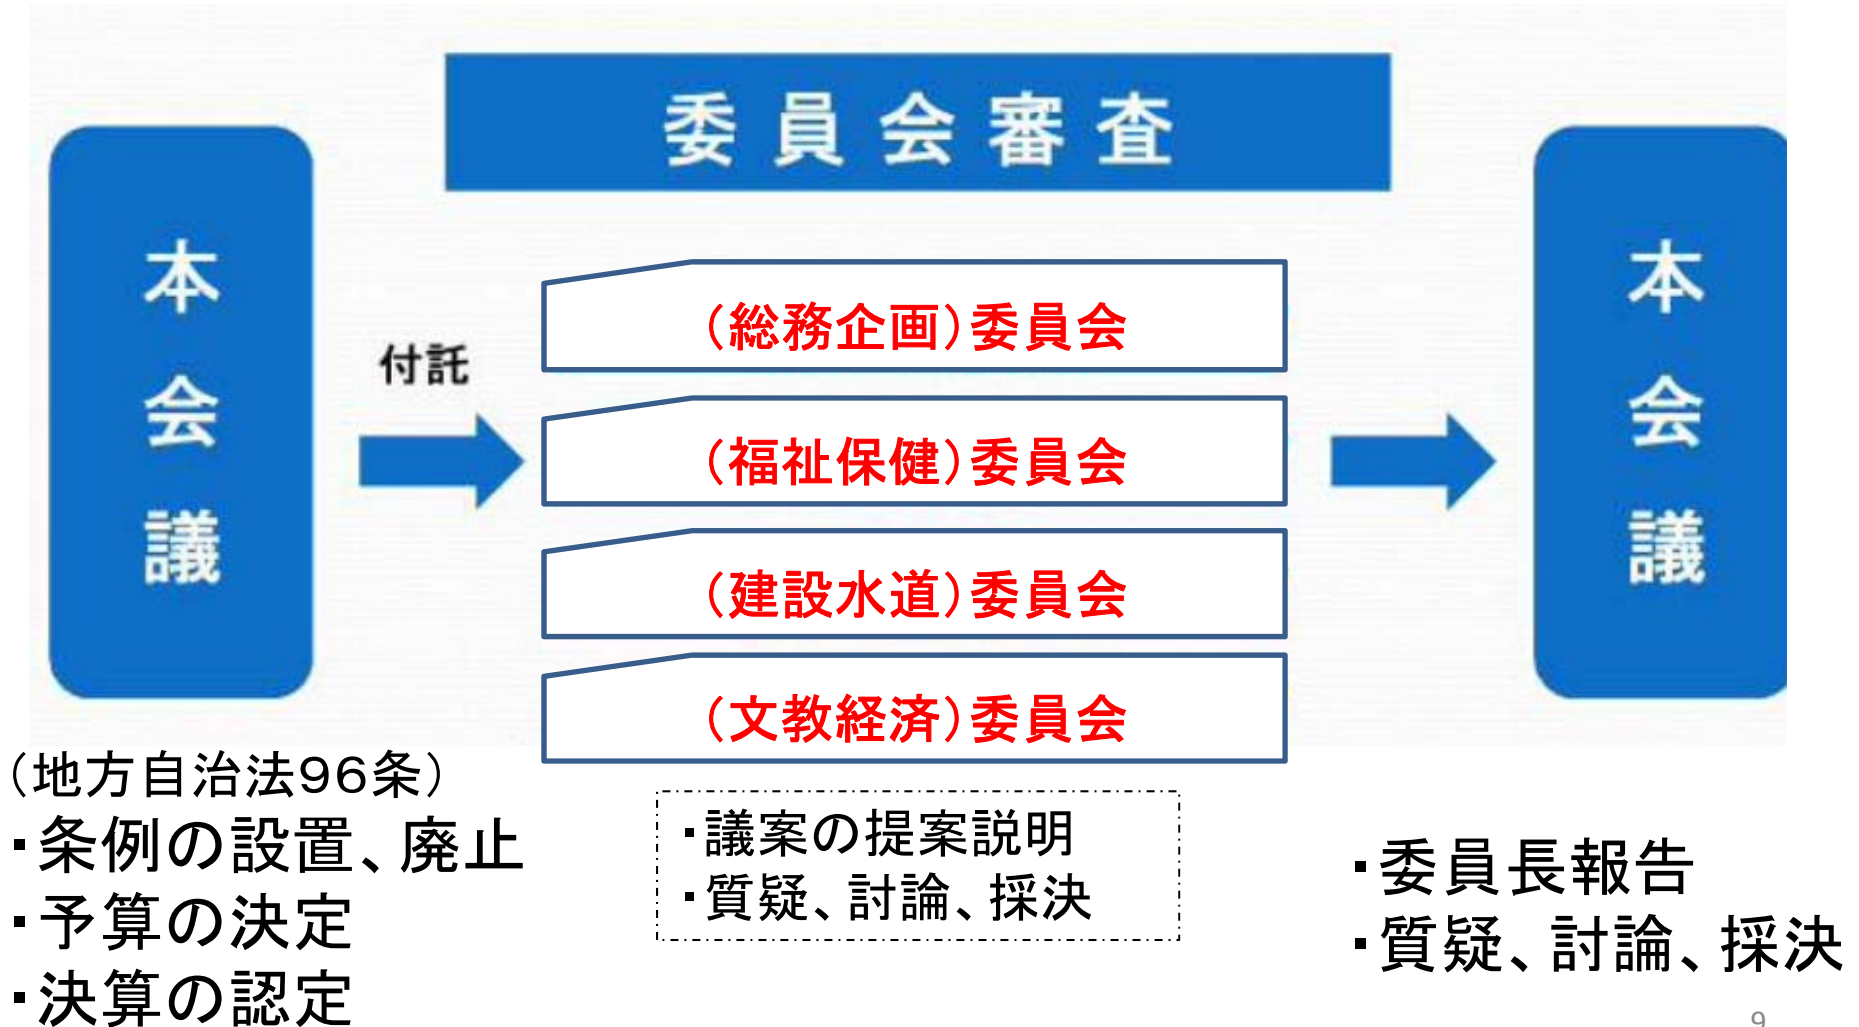 委員会審査
本会議
付託
（総務企画）委員会
（福祉保健）委員会
（建設水道）委員会
（文教経済）委員会
本会議
（地方自治法９６条）
・条例の設置、廃止
・予算の決定
・決算の認定
・議案の提案説明
・質疑、討論、採決
・委員長報告
・質疑、討論、採決
9